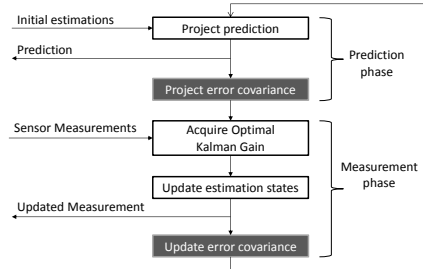 Initial estimations
Project prediction
Prediction
Prediction
phase
Project error covariance
Sensor Measurements
Acquire Optimal
Kalman Gain
Measurement
phase
Update estimation states
Updated Measurement
Update error covariance